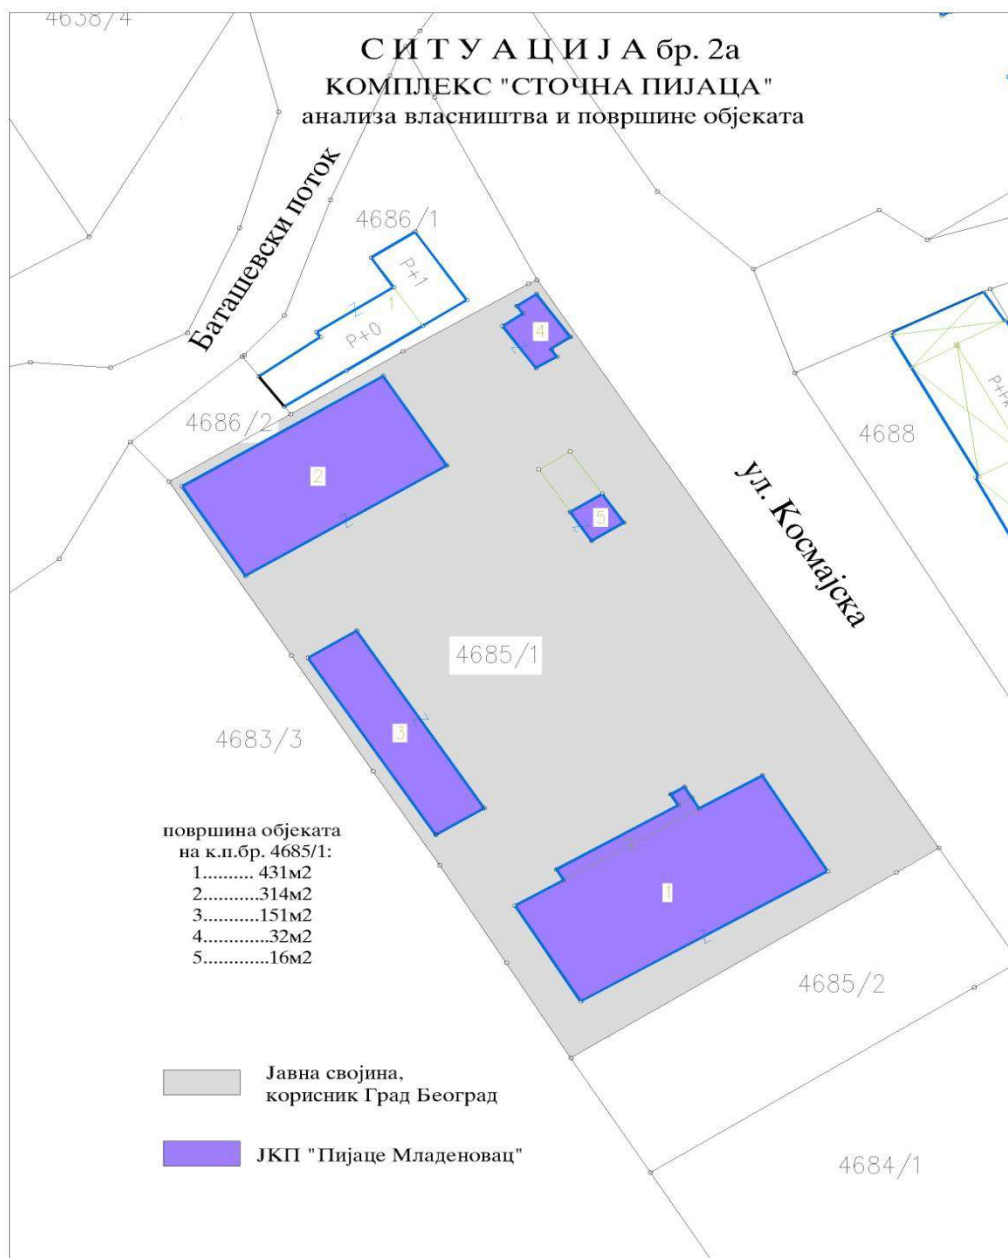 4638/4
С И Т У А Ц И Ј А бр. 2а
КОМПЛЕКС "СТОЧНА ПИЈАЦА"
анализа власништва и површине објеката
Баташевски поток
4686/1
P+1
1
P+0
4
4686/2
2
4688
ул. Космајска
5
4685/1
3
4683/3
површина објеката
на к.п.бр. 4685/1:
1.......... 431м2
2...........314м2
3...........151м2
4.............32м2
5.............16м2
1
4685/2
Јавна својина,
корисник Град Београд
ЈКП "Пијаце Младеновац"
4684/1